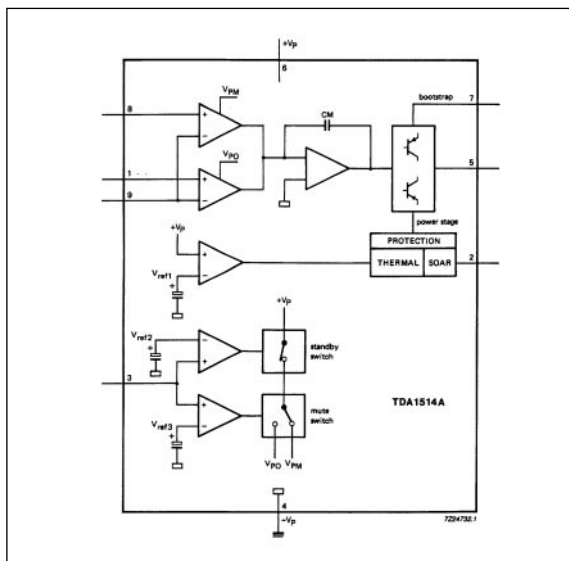 +Vp
6
8
VPM
+
−
CM
bootstrap
7
1
VPO
+
−
9
5
power stage
+Vp
PROTECTION
THERMAL
SOAR
2
+
−
Vref1
+
+Vp
Vref2
+
−
+
standby
switch
3
TDA1514A
+
−
mute
switch
Vref3
+
VPO
VPM
4
−Vp
7Z24732.1